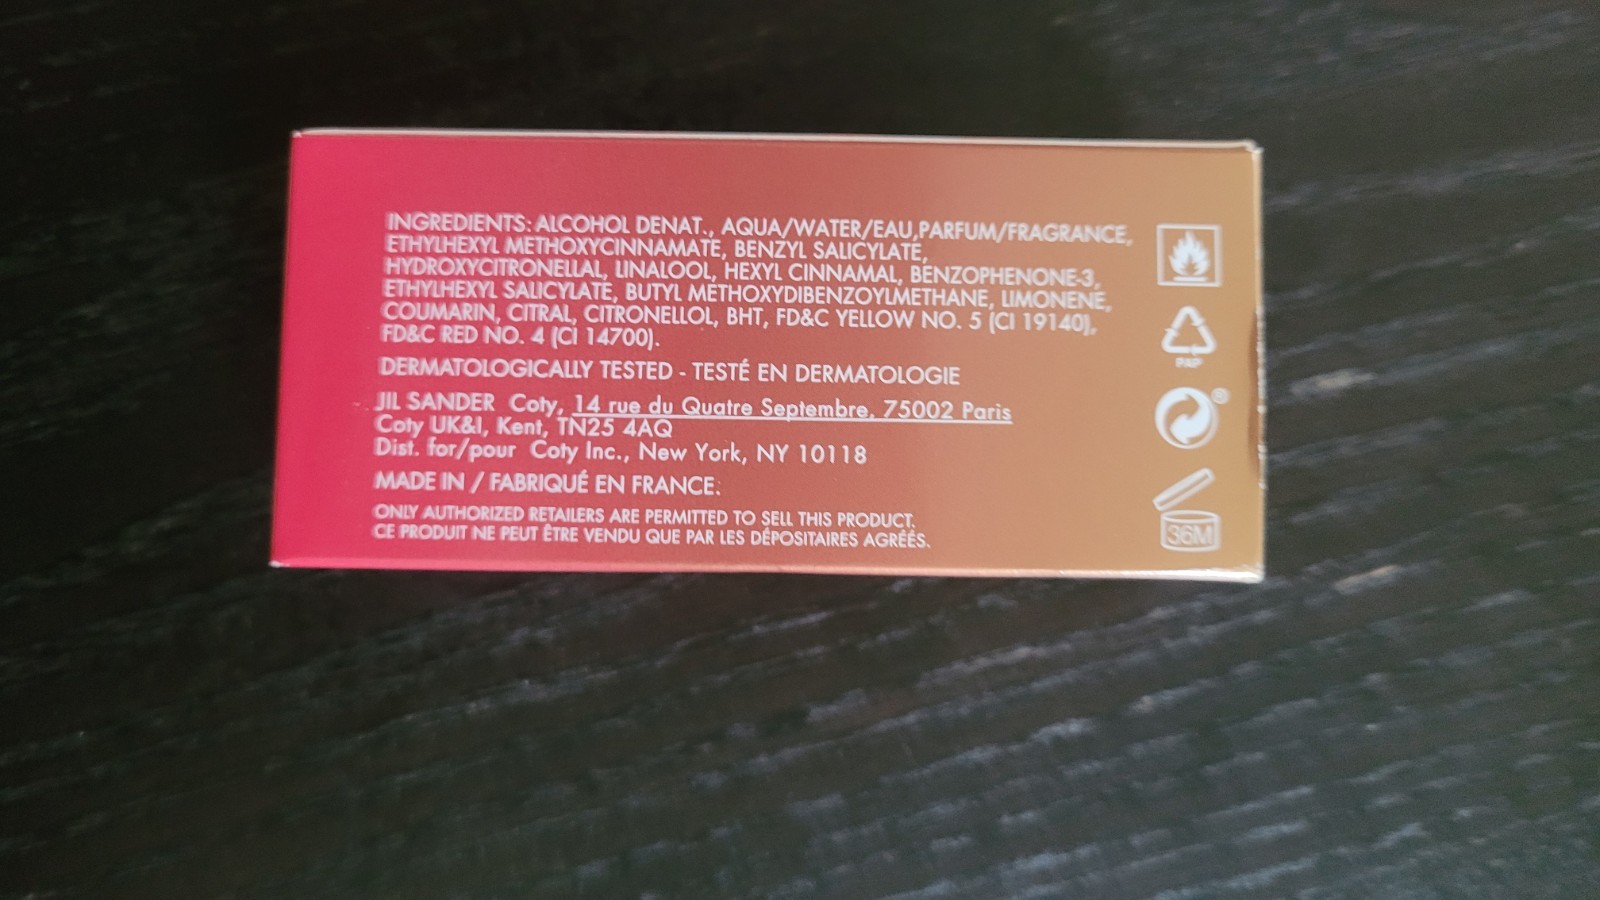 INGREDIENTS: ALCOHOL DENAT., AQUA/WATER/EAU,PARFUM/FRAGRANCE,
ETHYLHEXYL METHOXYCINNAMATE, BENZYL SALICYLATE,
HYDROXYCITRONELLAL, LINALOOL, HEXYL CINNAMAL, BENZOPHENONE-3,
ETHYLHEXYL SALICYLATE, BUTYL METHOXYDIBENZOYLMETHANE, LIMONENE,
COUMARIN, CITRAL, CITRONELLOL, BHT, FD&C YELLOW NO. 5 (CI 19140),
FD&C RED NO. 4 (CI 14700).
DERMATOLOGICALLY TESTED - TESTÉ EN DERMATOLOGIE
JIL SANDER Coty, 14 rue du Quatre Septembre, 75002 Paris
Coty UK&I, Kent, TN25 4AQ
Dist. for/pour Coty Inc., New York, NY 10118
MADE IN / FABRIQUÉ EN FRANCE.
ONLY AUTHORIZED RETAILERS ARE PERMITTED TO SELL THIS PRODUCT.
CE PRODUIT NE PEUT ÊTRE VENDU QUE PAR LES DÉPOSITAIRES AGRÉÉS.
PAP
®
36M